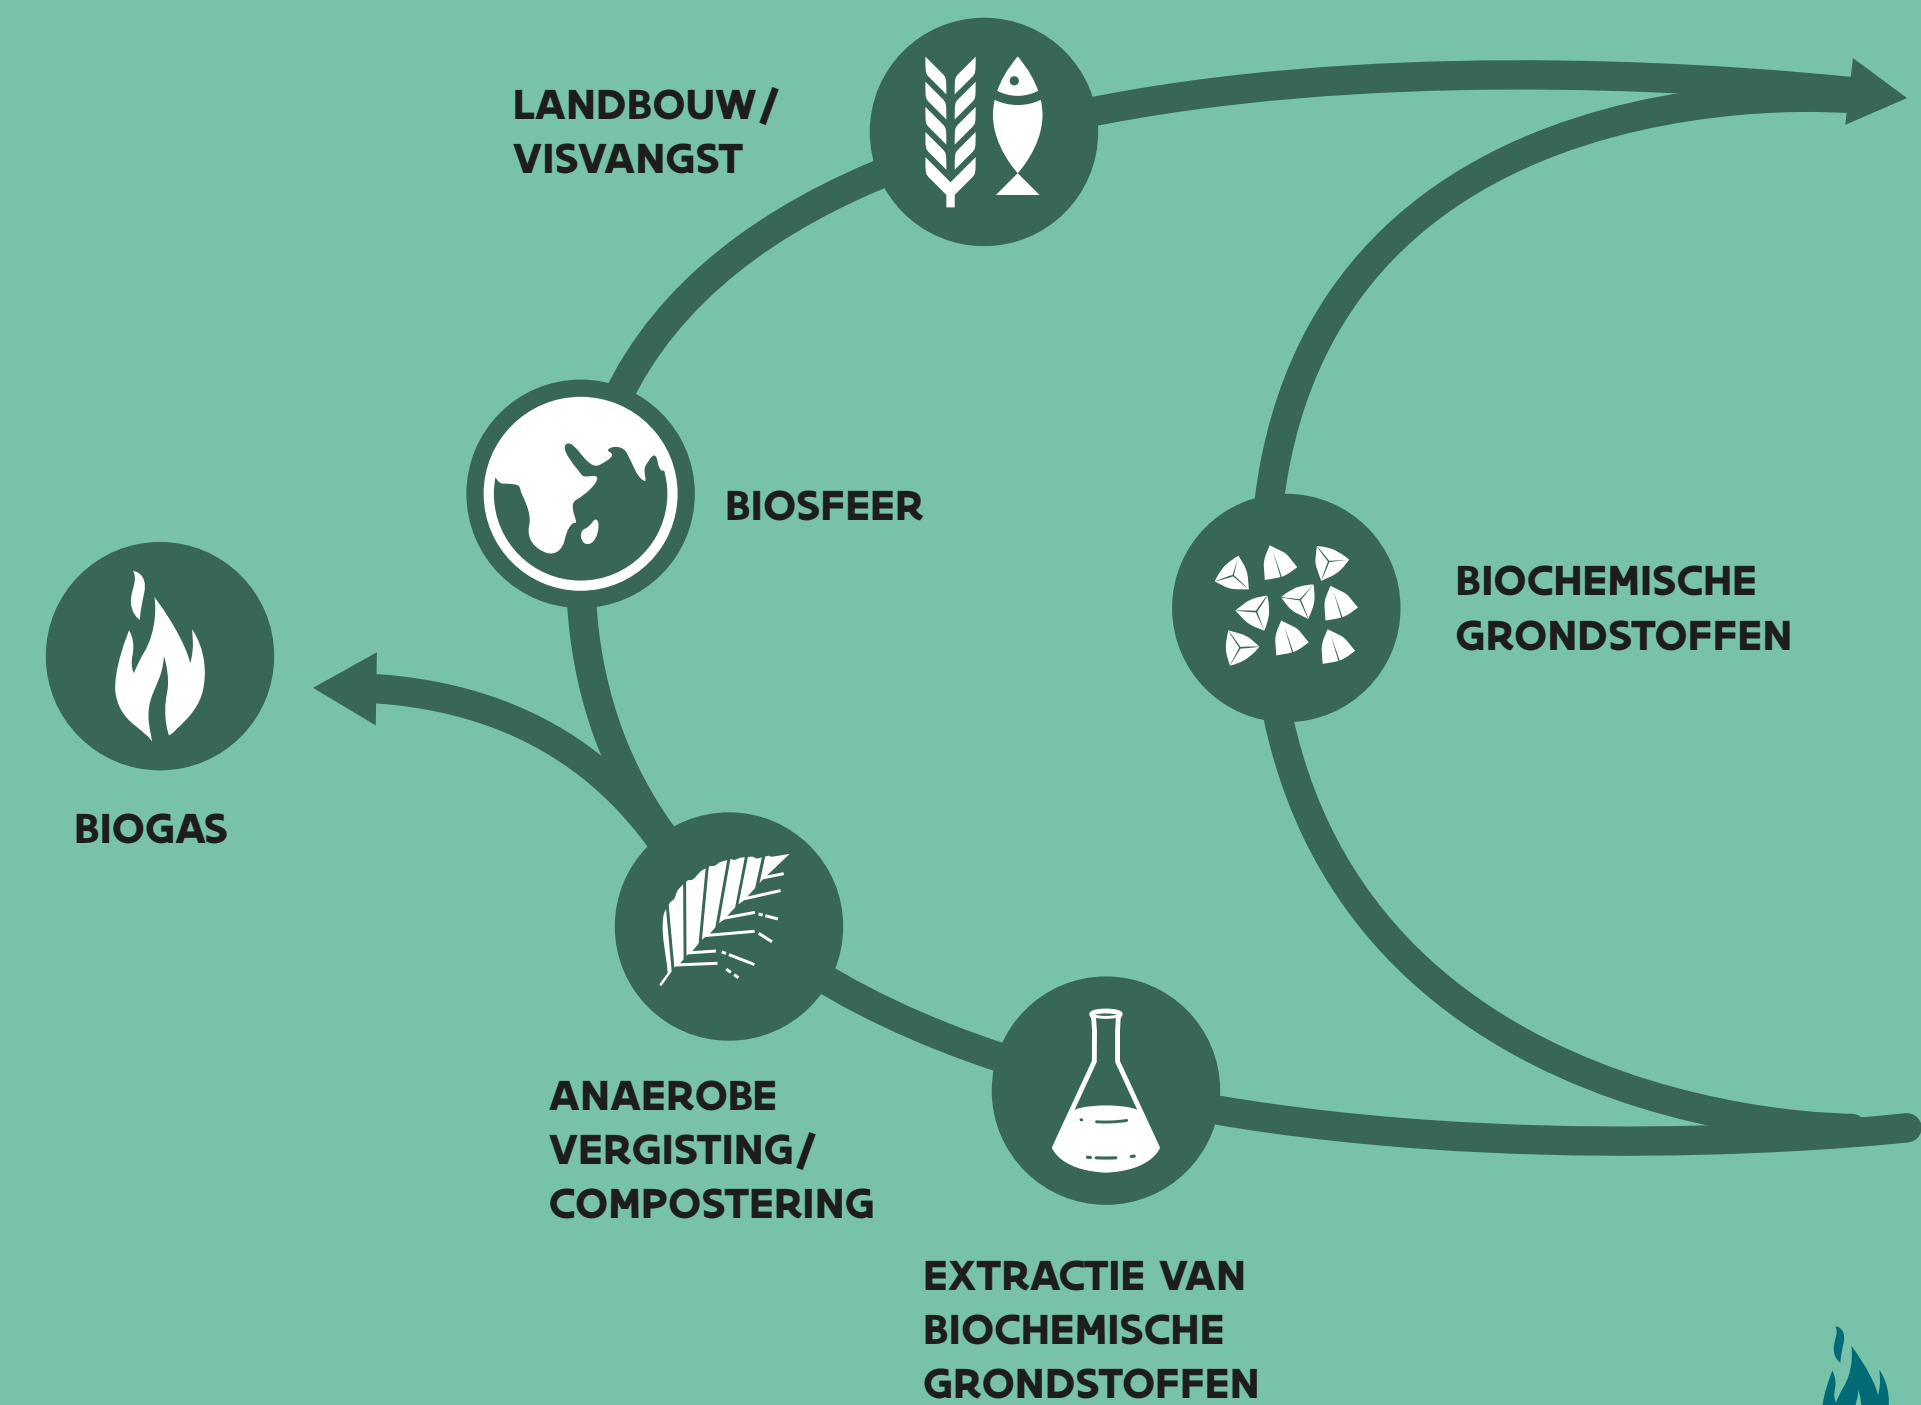 LANDBOUW/
VISVANGST
BIOSFEER
BIOCHEMISCHE
GRONDSTOFFEN
BIOGAS
ANAEROBE
VERGISTING/
COMPOSTERING
EXTRACTIE VAN
BIOCHEMISCHE
GRONDSTOFFEN